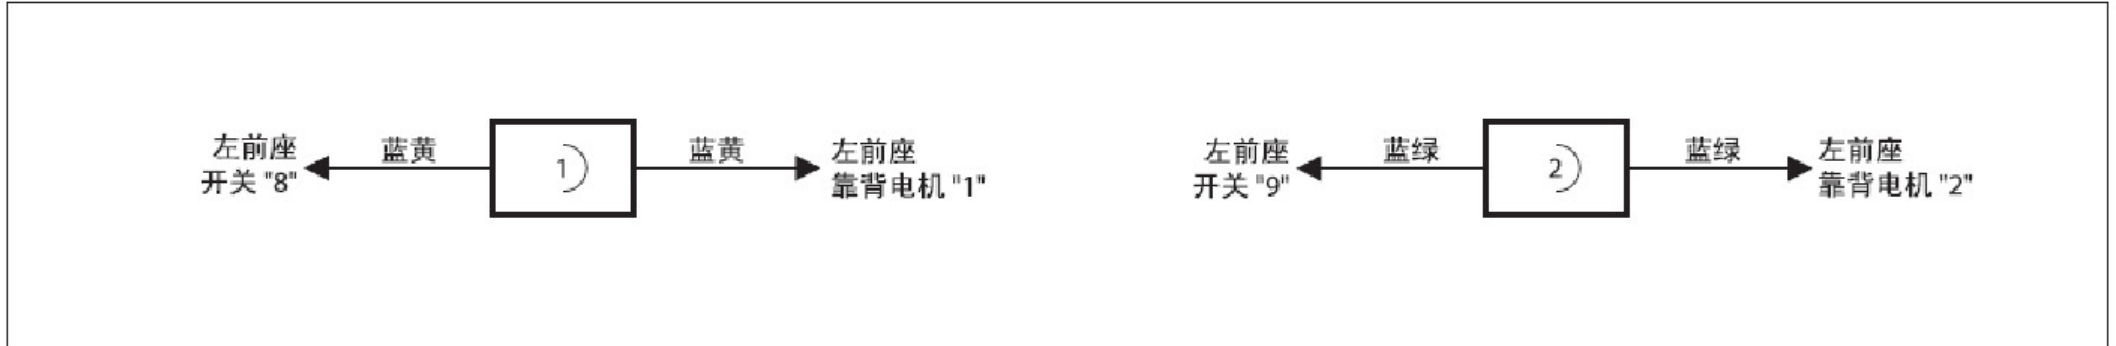 左前座
开关 "8"
蓝黄
1
蓝黄
左前座
靠背电机 "1"
左前座
开关 "9"
蓝绿
2
蓝绿
左前座
靠背电机 "2"